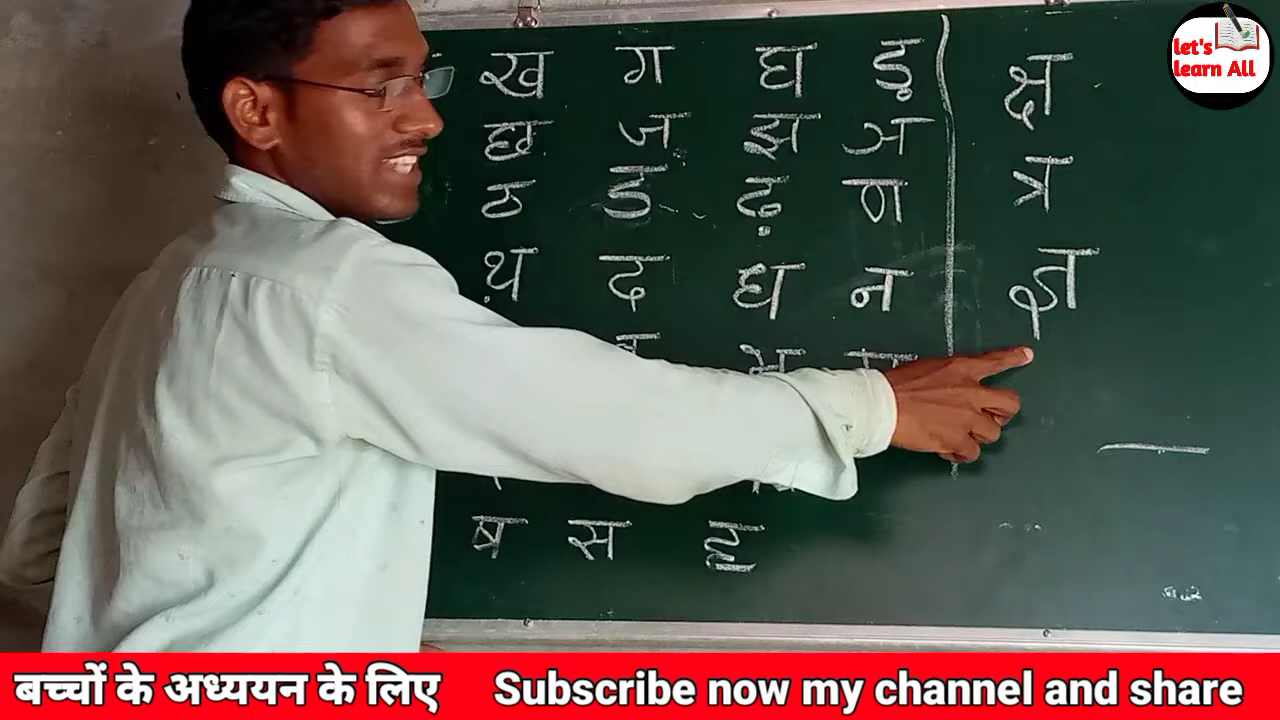 let's
learn All
ख ग घ ड़ क्ष
छ ज झ ञ त्र
ठ ड ढ़ ण
थ़ द ध न ज्ञ
ष स ह
बच्चों के अध्ययन के लिए Subscribe now my channel and share